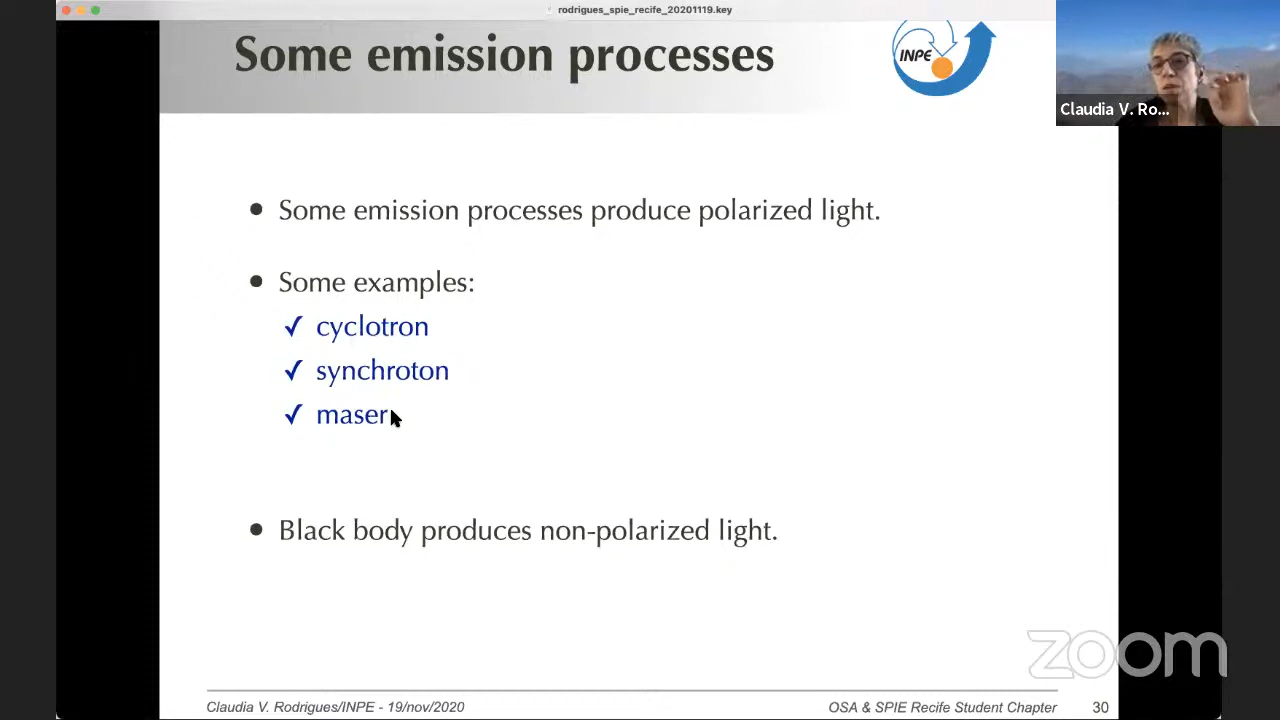 rodrigues_spie_recife_20201119.key
Some emission processes
INPE
Claudia V. Ro...
• Some emission processes produce polarized light.
• Some examples:
✓ cyclotron
✓ synchroton
✓ maser
• Black body produces non-polarized light.
zoom
Claudia V. Rodrigues/INPE - 19/nov/2020
OSA & SPIE Recife Student Chapter
30